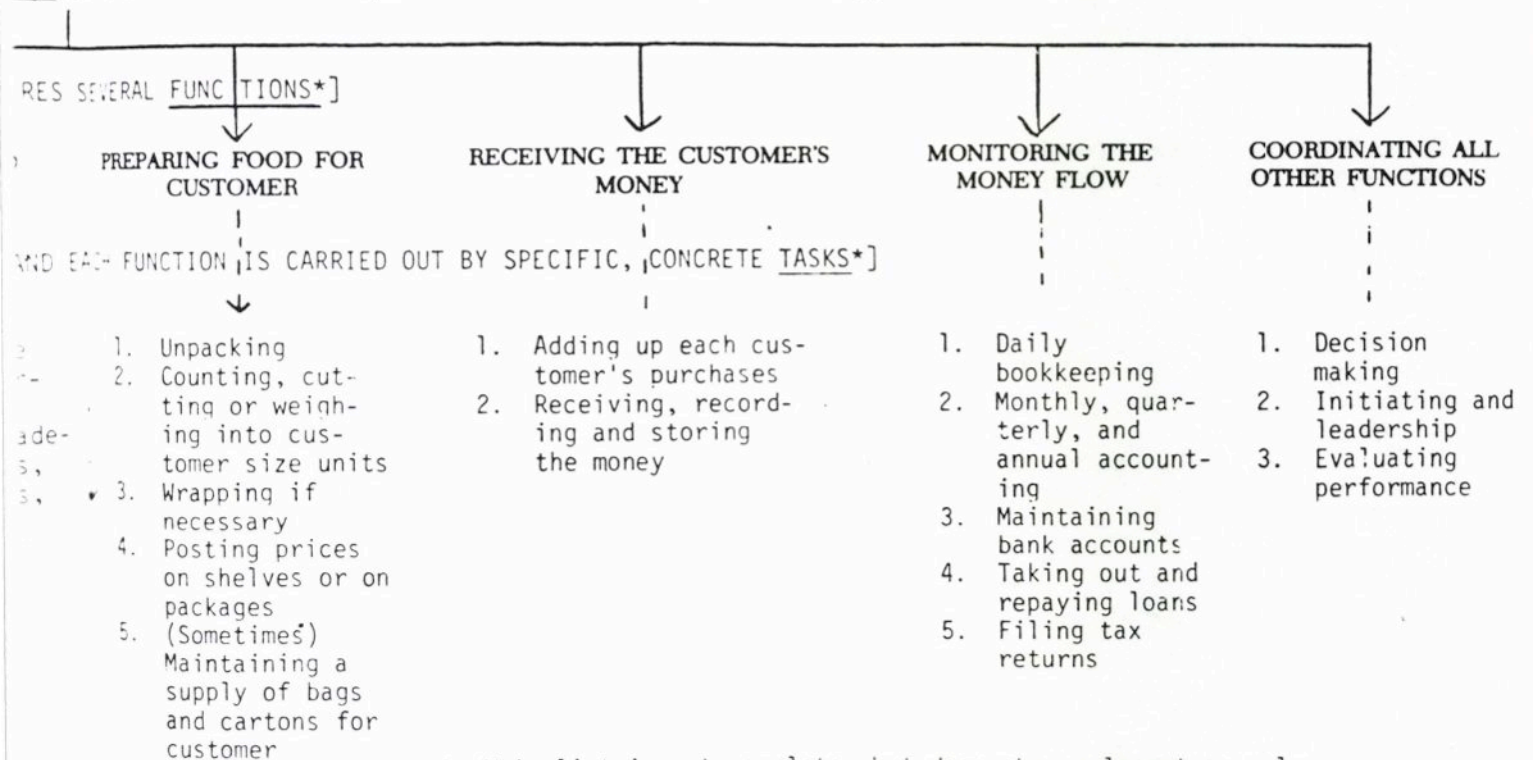 RES SEVERAL FUNCTIONS*]
PREPARING FOOD FOR
CUSTOMER
RECEIVING THE CUSTOMER'S
MONEY
MONITORING THE
MONEY FLOW
COORDINATING ALL
OTHER FUNCTIONS
AND EACH FUNCTION IS CARRIED OUT BY SPECIFIC, CONCRETE TASKS*]
1. Unpacking
2. Counting, cut-
ting or weigh-
ing into cus-
tomer size units
3. Wrapping if
necessary
4. Posting prices
on shelves or on
packages
5. (Sometimes)
Maintaining a
supply of bags
and cartons for
customer
1. Adding up each cus-
tomer's purchases
2. Receiving, record-
ing and storing
the money
1. Daily
bookkeeping
2. Monthly, quar-
terly, and
annual account-
ing
3. Maintaining
bank accounts
4. Taking out and
repaying loans
5. Filing tax
returns
1. Decision
making
2. Initiating and
leadership
3. Evaluating
performance
ade-
s,
s,